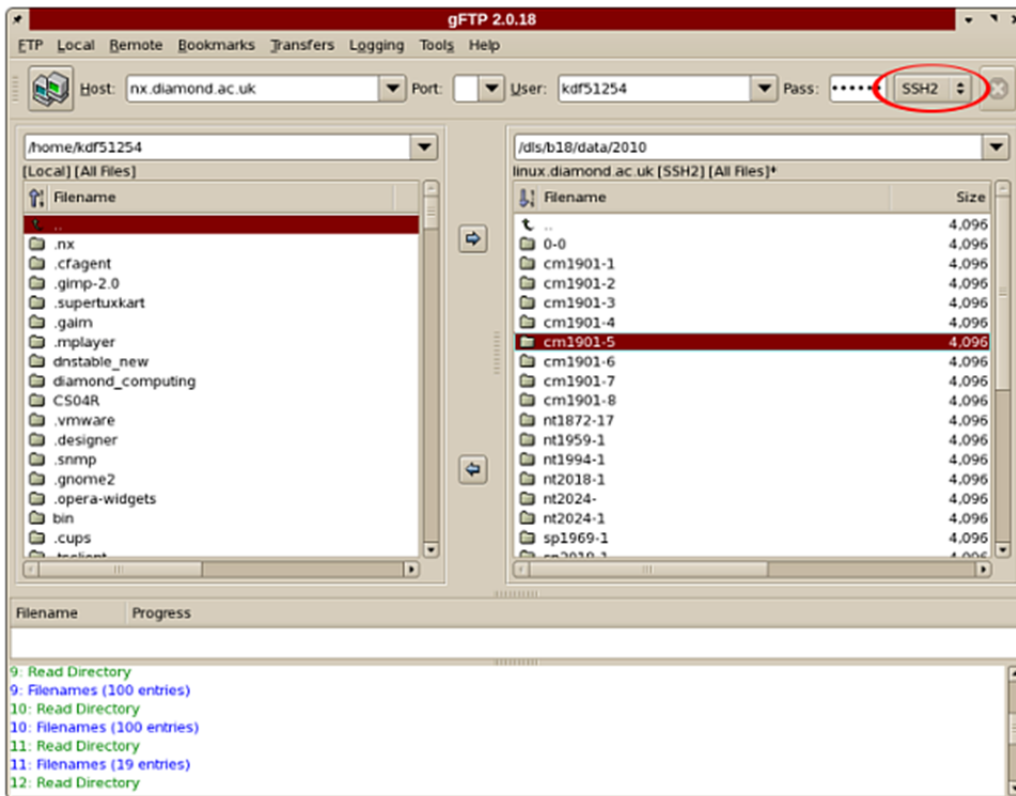 gFTP 2.0.18
FTP Local Remote Bookmarks Transfers Logging Tools Help
Host: nx.diamond.ac.uk Port: User: kdf51254 Pass: •••••• SSH2
/home/kdf51254
[Local] [All Files]
Filename
..
.nx
.cfagent
.gimp-2.0
.supertuxkart
.gaim
.mplayer
dnstable_new
diamond_computing
CS04R
.vmware
.designer
.snmp
.gnome2
.opera-widgets
bin
.cups
.tsclient
/dls/b18/data/2010
linux.diamond.ac.uk [SSH2] [All Files]*
Filename Size
.. 4,096
0-0 4,096
cm1901-1 4,096
cm1901-2 4,096
cm1901-3 4,096
cm1901-4 4,096
cm1901-5 4,096
cm1901-6 4,096
cm1901-7 4,096
cm1901-8 4,096
nt1872-17 4,096
nt1959-1 4,096
nt1994-1 4,096
nt2018-1 4,096
nt2024- 4,096
nt2024-1 4,096
sp1969-1 4,096
Filename Progress
9: Read Directory
9: Filenames (100 entries)
10: Read Directory
10: Filenames (100 entries)
11: Read Directory
11: Filenames (19 entries)
12: Read Directory